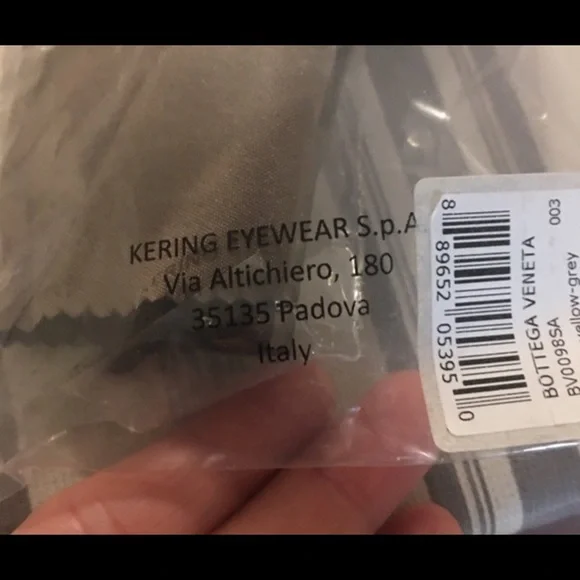 KERING EYEWEAR S.p.A
Via Altichiero, 180
35135 Padova
Italy
8 89652 05395 0
BOTTEGA VENETA
BV0098SA 003
yellow-grey